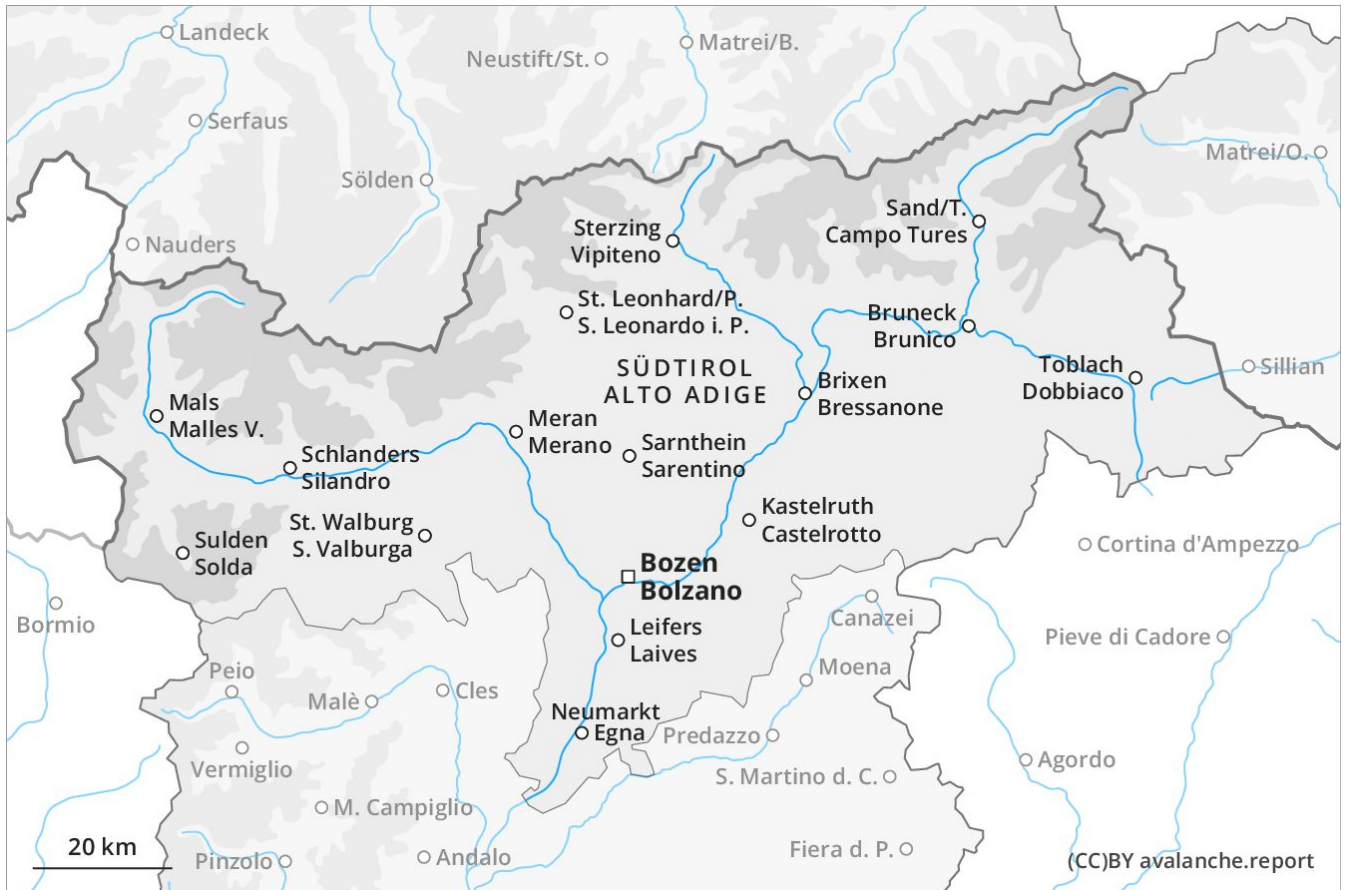 Landeck
Matrei/B.
Neustift/St.
Serfaus
Matrei/O.
Sölden
Sand/T.
Campo Tures
Sterzing
Vipiteno
Nauders
St. Leonhard/P.
S. Leonardo i. P.
Bruneck
Brunico
SÜDTIROL
ALTO ADIGE
Toblach
Dobbiaco
Sillian
Brixen
Bressanone
Mals
Malles V.
Meran
Merano
Sarnthein
Sarentino
Schlanders
Silandro
Kastelruth
Castelrotto
St. Walburg
S. Valburga
Sulden
Solda
Cortina d'Ampezzo
Bozen
Bolzano
Bormio
Canazei
Leifers
Laives
Pieve di Cadore
Peio
Moena
Malè
Cles
Neumarkt
Egna
Predazzo
Vermiglio
Agordo
S. Martino d. C.
M. Campiglio
20 km
Pinzolo
Andalo
Fiera d. P.
(CC)BY avalanche.report